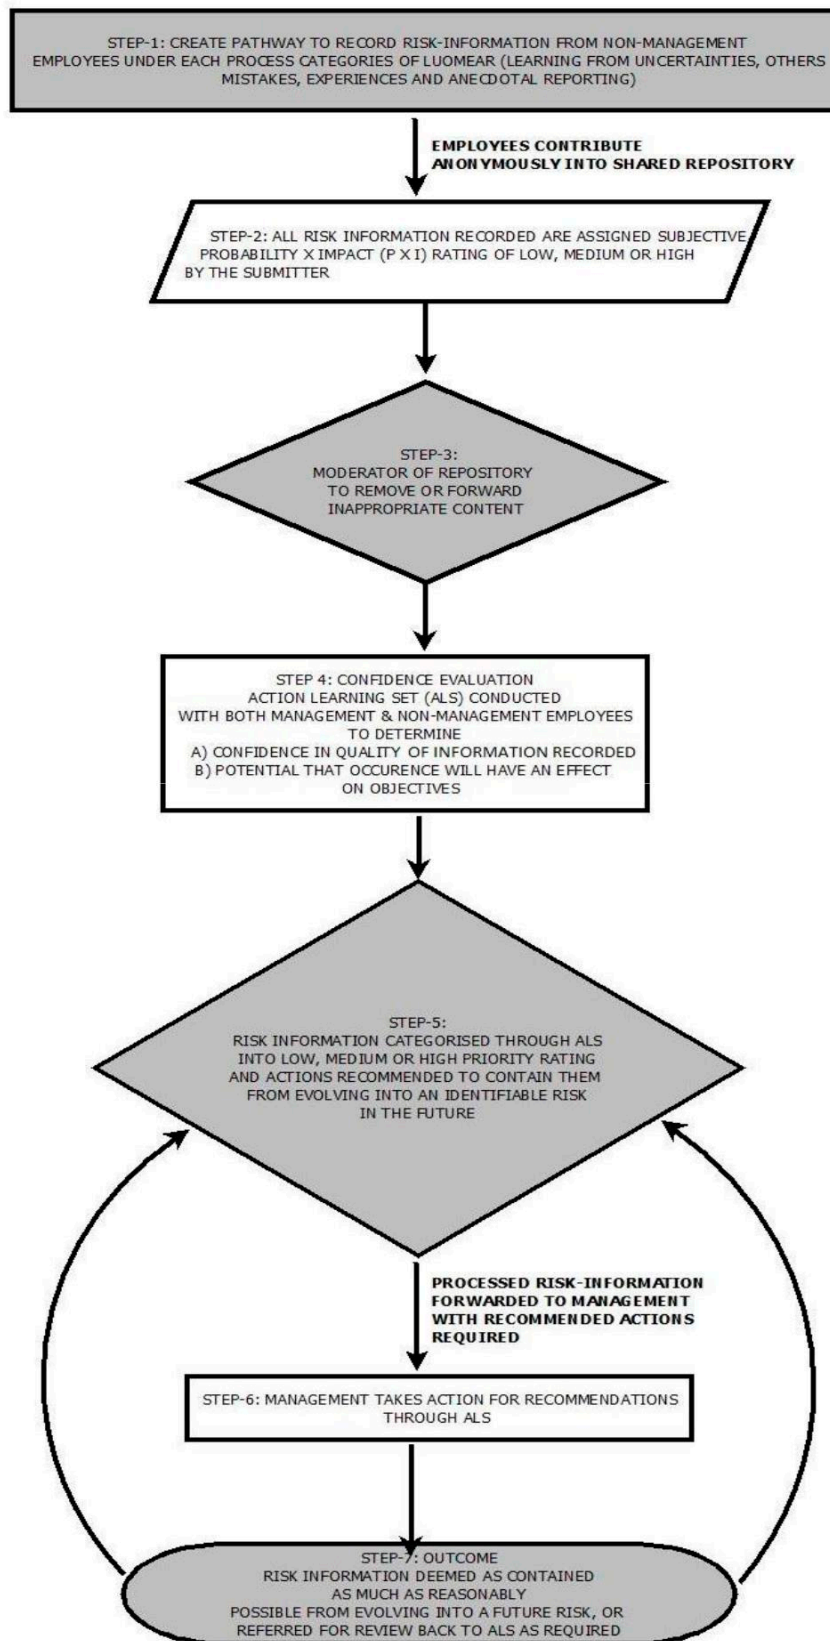 STEP-1: CREATE PATHWAY TO RECORD RISK-INFORMATION FROM NON-MANAGEMENT
EMPLOYEES UNDER EACH PROCESS CATEGORIES OF LUOMEAR (LEARNING FROM UNCERTAINTIES, OTHERS
MISTAKES, EXPERIENCES AND ANECDOTAL REPORTING)
EMPLOYEES CONTRIBUTE
ANONYMOUSLY INTO SHARED REPOSITORY
STEP-2: ALL RISK INFORMATION RECORDED ARE ASSIGNED SUBJECTIVE
PROBABILITY X IMPACT (P X I) RATING OF LOW, MEDIUM OR HIGH
BY THE SUBMITTER
STEP-3:
MODERATOR OF REPOSITORY
TO REMOVE OR FORWARD
INAPPROPRIATE CONTENT
STEP 4: CONFIDENCE EVALUATION
ACTION LEARNING SET (ALS) CONDUCTED
WITH BOTH MANAGEMENT & NON-MANAGEMENT EMPLOYEES
TO DETERMINE
A) CONFIDENCE IN QUALITY OF INFORMATION RECORDED
B) POTENTIAL THAT OCCURENCE WILL HAVE AN EFFECT
ON OBJECTIVES
STEP-5:
RISK INFORMATION CATEGORISED THROUGH ALS
INTO LOW, MEDIUM OR HIGH PRIORITY RATING
AND ACTIONS RECOMMENDED TO CONTAIN THEM
FROM EVOLVING INTO AN IDENTIFIABLE RISK
IN THE FUTURE
PROCESSED RISK-INFORMATION
FORWARDED TO MANAGEMENT
WITH RECOMMENDED ACTIONS
REQUIRED
STEP-6: MANAGEMENT TAKES ACTION FOR RECOMMENDATIONS
THROUGH ALS
STEP-7: OUTCOME
RISK INFORMATION DEEMED AS CONTAINED
AS MUCH AS REASONABLY
POSSIBLE FROM EVOLVING INTO A FUTURE RISK, OR
REFERRED FOR REVIEW BACK TO ALS AS REQUIRED